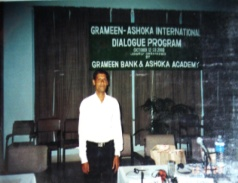 GRAMEEN-ASHOKA INTERNATIONAL
DIALOGUE PROGRAM
GRAMEEN BANK & ASHOKA ACADEMY